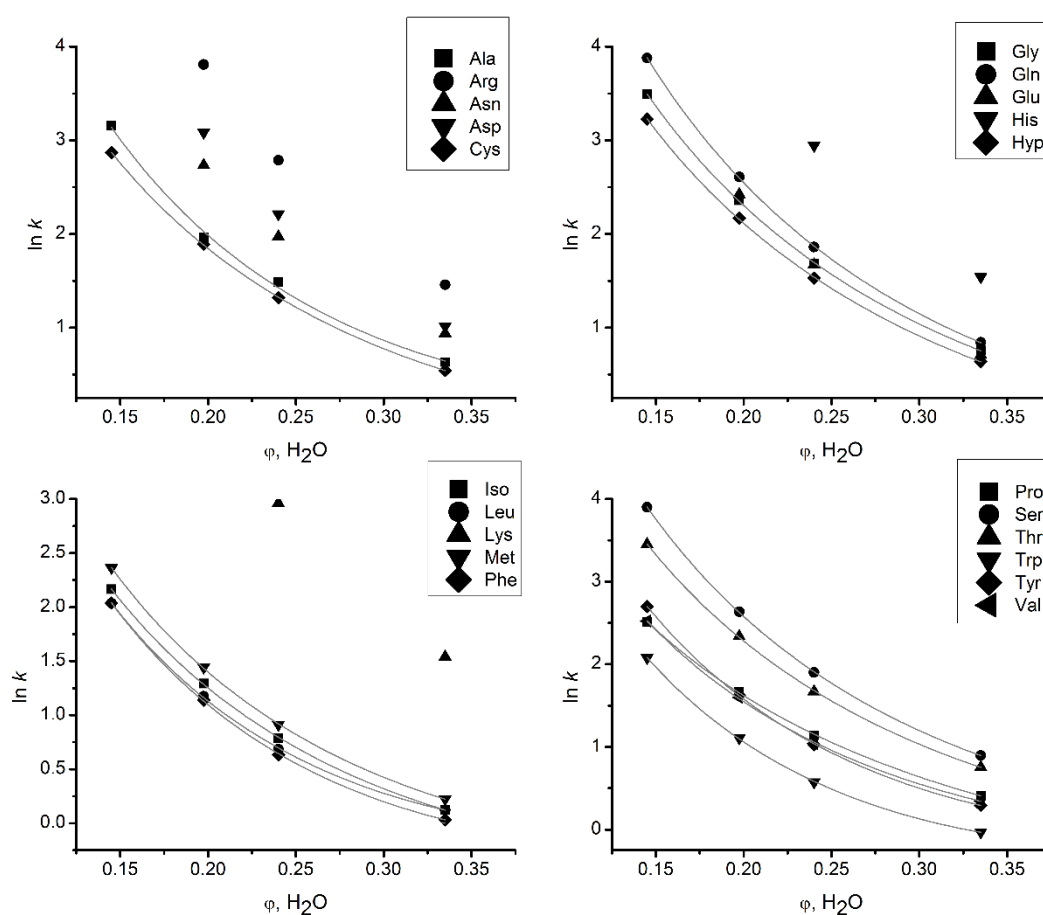 4
3
2
1
ln k
0.15 0.20 0.25 0.30 0.35
φ, H₂O
Ala
Arg
Asn
Asp
Cys
4
3
2
1
ln k
0.15 0.20 0.25 0.30 0.35
φ, H₂O
Gly
Gln
Glu
His
Hyp
3.0
2.5
2.0
1.5
1.0
0.5
0.0
ln k
0.15 0.20 0.25 0.30 0.35
φ, H₂O
Iso
Leu
Lys
Met
Phe
4
3
2
1
0
ln k
0.15 0.20 0.25 0.30 0.35
φ, H₂O
Pro
Ser
Thr
Trp
Tyr
Val